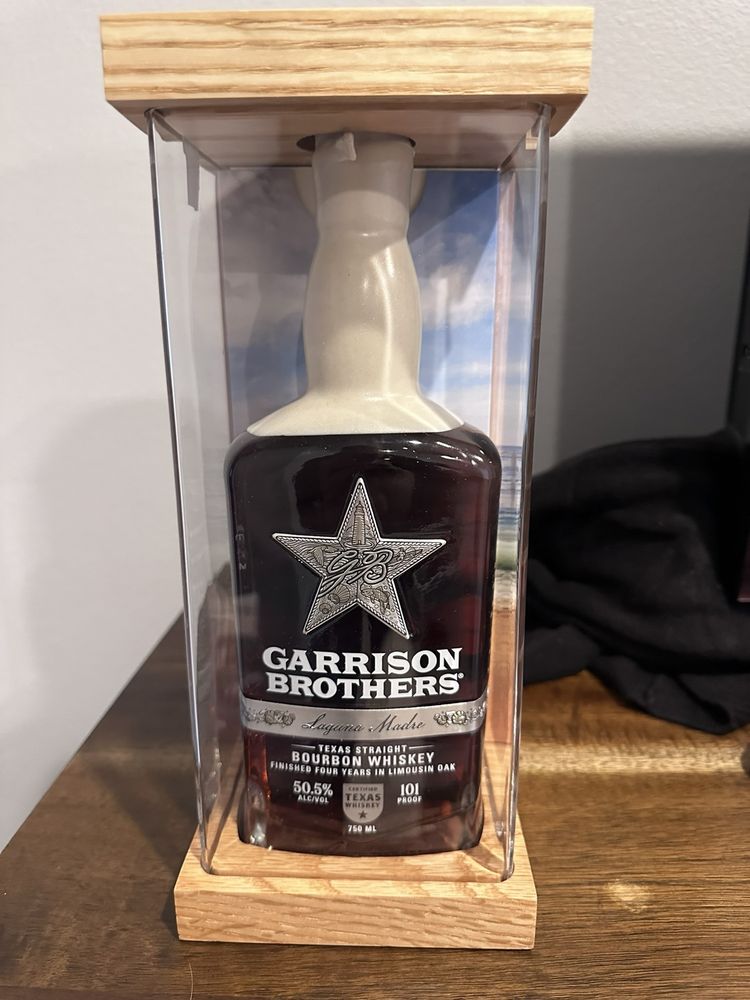 GB
GARRISON
BROTHERS®
Laguna Madre
TEXAS STRAIGHT
BOURBON WHISKEY
FINISHED FOUR YEARS IN LIMOUSIN OAK
50.5%
ALC/VOL
CERTIFIED
TEXAS
WHISKEY
101
PROOF
750 ML